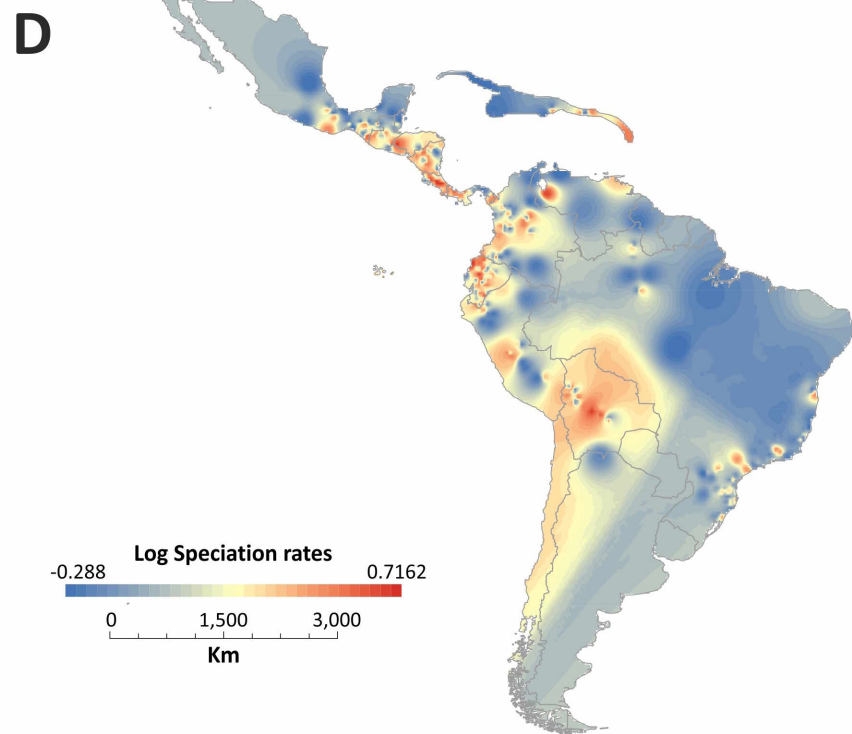 D
Log Speciation rates
-0.288 0.7162
0 1,500 3,000
Km